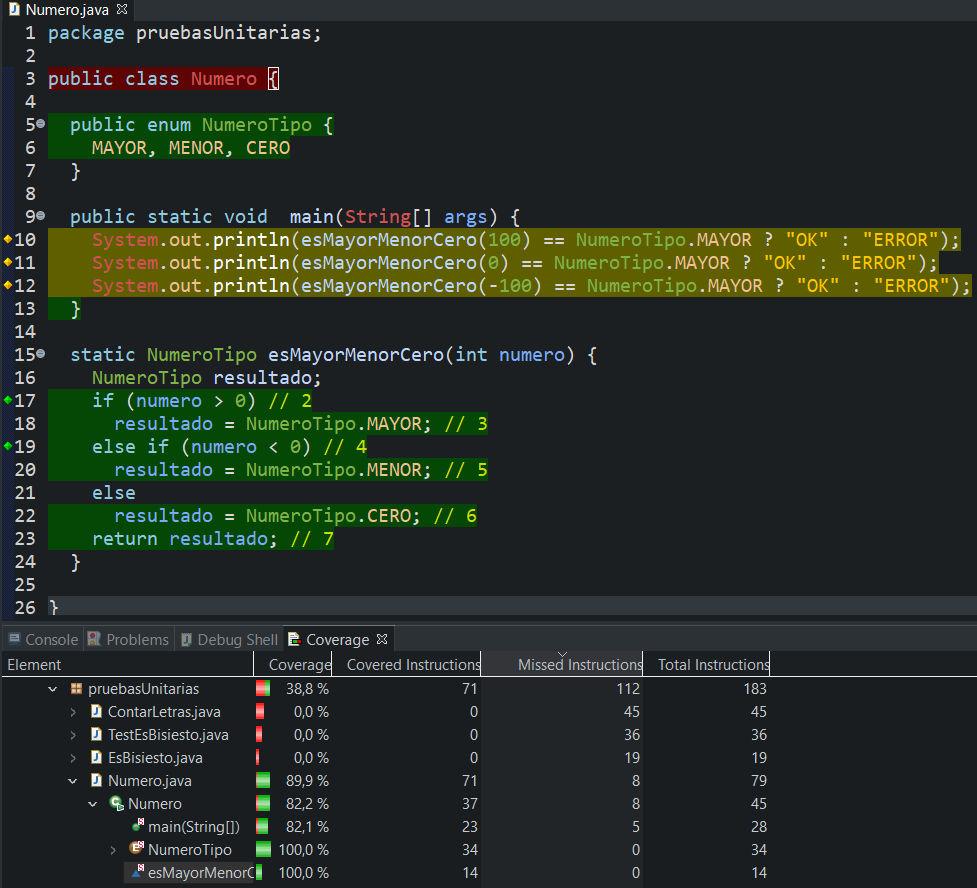 Numero.java
1 package pruebasUnitarias;
2
3 public class Numero {
4
5 public enum NumeroTipo {
6 MAYOR, MENOR, CERO
7 }
8
9 public static void  main(String[] args) {
10 System.out.println(esMayorMenorCero(100) == NumeroTipo.MAYOR ? "OK" : "ERROR");
11 System.out.println(esMayorMenorCero(0) == NumeroTipo.MAYOR ? "OK" : "ERROR");
12 System.out.println(esMayorMenorCero(-100) == NumeroTipo.MAYOR ? "OK" : "ERROR");
13 }
14
15 static NumeroTipo esMayorMenorCero(int numero) {
16 NumeroTipo resultado;
17 if (numero > 0) // 2
18 resultado = NumeroTipo.MAYOR; // 3
19 else if (numero < 0) // 4
20 resultado = NumeroTipo.MENOR; // 5
21 else
22 resultado = NumeroTipo.CERO; // 6
23 return resultado; // 7
24 }
25
26 }
Console Problems Debug Shell Coverage
Element Coverage Covered Instructions Missed Instructions Total Instructions
pruebasUnitarias 38,8 % 71 112 183
ContarLetras.java 0,0 % 0 45 45
TestEsBisiesto.java 0,0 % 0 36 36
EsBisiesto.java 0,0 % 0 19 19
Numero.java 89,9 % 71 8 79
Numero 82,2 % 37 8 45
main(String[]) 82,1 % 23 5 28
NumeroTipo 100,0 % 34 0 34
esMayorMenorC 100,0 % 14 0 14